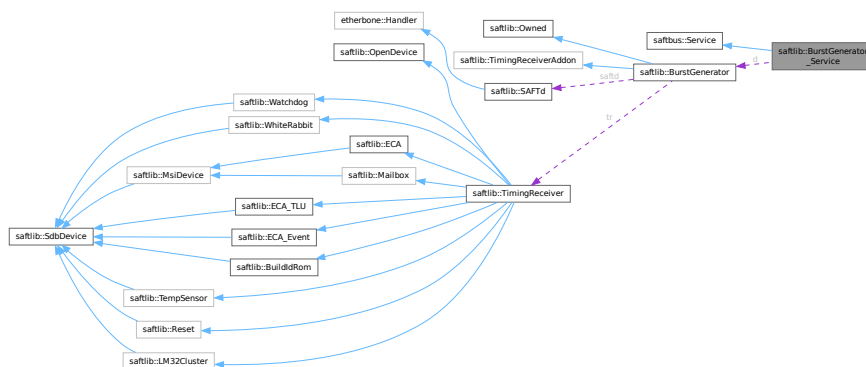 etherbone::Handler
saftlib::Owned
saftbus::Service
saftlib::BurstGenerator
_Service
saftlib::OpenDevice
saftlib::TimingReceiverAddon
d
saftlib::BurstGenerator
saftd
saftlib::SAFTd
saftlib::Watchdog
saftlib::WhiteRabbit
tr
saftlib::ECA
saftlib::MsiDevice
saftlib::Mailbox
saftlib::TimingReceiver
saftlib::ECA_TLU
saftlib::SdbDevice
saftlib::ECA_Event
saftlib::BuildIdRom
saftlib::TempSensor
saftlib::Reset
saftlib::LM32Cluster